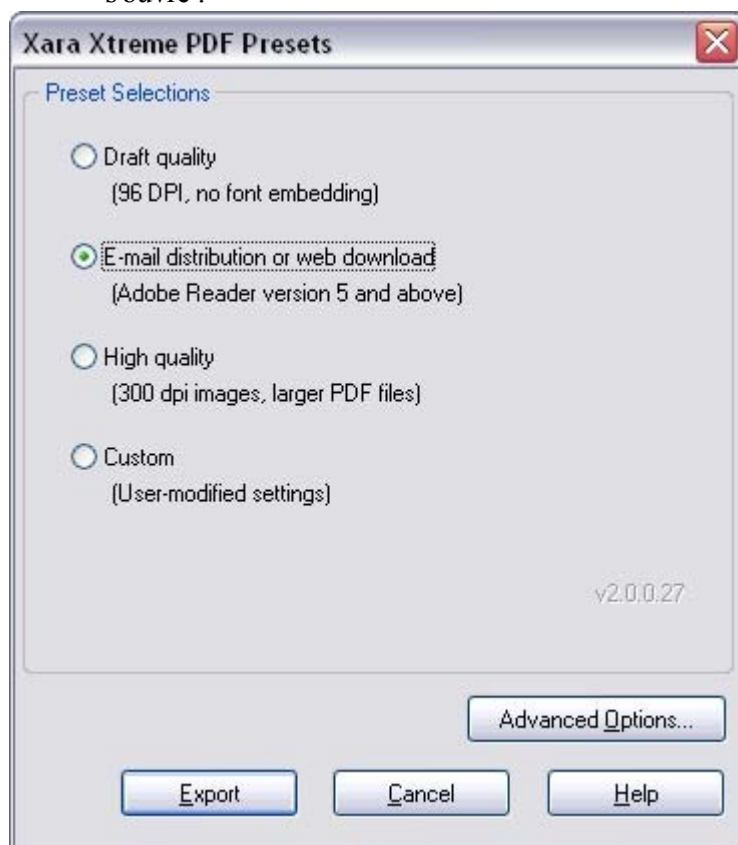 s'ouvre :
Xara Xtreme PDF Presets
Preset Selections
Draft quality
(96 DPI, no font embedding)
E-mail distribution or web download
(Adobe Reader version 5 and above)
High quality
(300 dpi images, larger PDF files)
Custom
(User-modified settings)
v2.0.0.27
Advanced Options...
Export Cancel Help